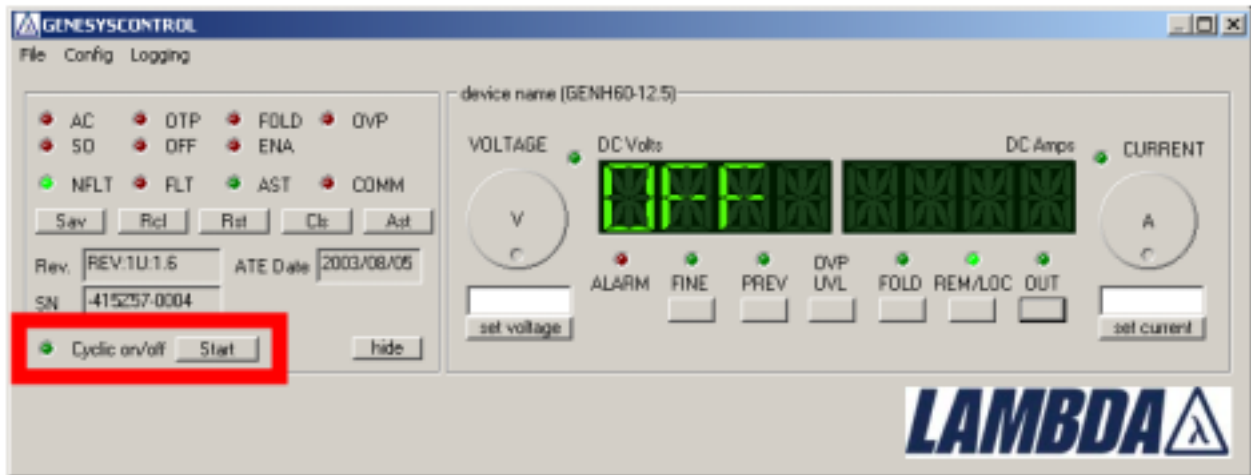 GENESYSCONTROL
File Config Logging
AC OTP FOLD OVP
SO OFF ENA
NFLT FLT AST COMM
Sav Rcl Rst Cls Ast
Rev. REV:1U:1.6 ATE Date 2003/08/05
SN -415Z57-0004
Cyclic on/off Start hide
device name (GENH60-12.5)
VOLTAGE DC Volts DC Amps CURRENT
OFF
V A
ALARM FINE PREV OVP UVL FOLD REM/LOC OUT
set voltage set current
LAMBDA λ